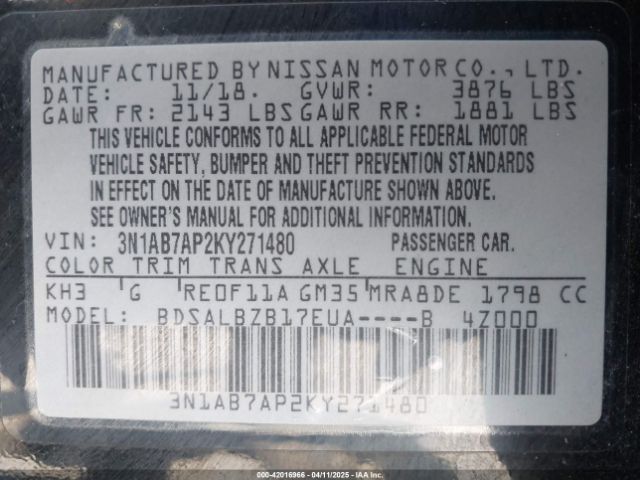 MANUFACTURED BY NISSAN MOTOR CO., LTD.
DATE: 11/18. GVWR: 3876 LBS
GAWR FR: 2143 LBS GAWR RR: 1881 LBS
THIS VEHICLE CONFORMS TO ALL APPLICABLE FEDERAL MOTOR
VEHICLE SAFETY, BUMPER AND THEFT PREVENTION STANDARDS
IN EFFECT ON THE DATE OF MANUFACTURE SHOWN ABOVE.
SEE OWNER'S MANUAL FOR ADDITIONAL INFORMATION.
VIN: 3N1AB7AP2KY271480 PASSENGER CAR.
COLOR TRIM TRANS AXLE ENGINE
KH3 G RE0F11A GM35 MRA8DE 1798 CC
MODEL: BDSALBZB17EUA----B 4Z000
3N1AB7AP2KY271480
000-42016966 - 04/11/2025 - IAAI.COM